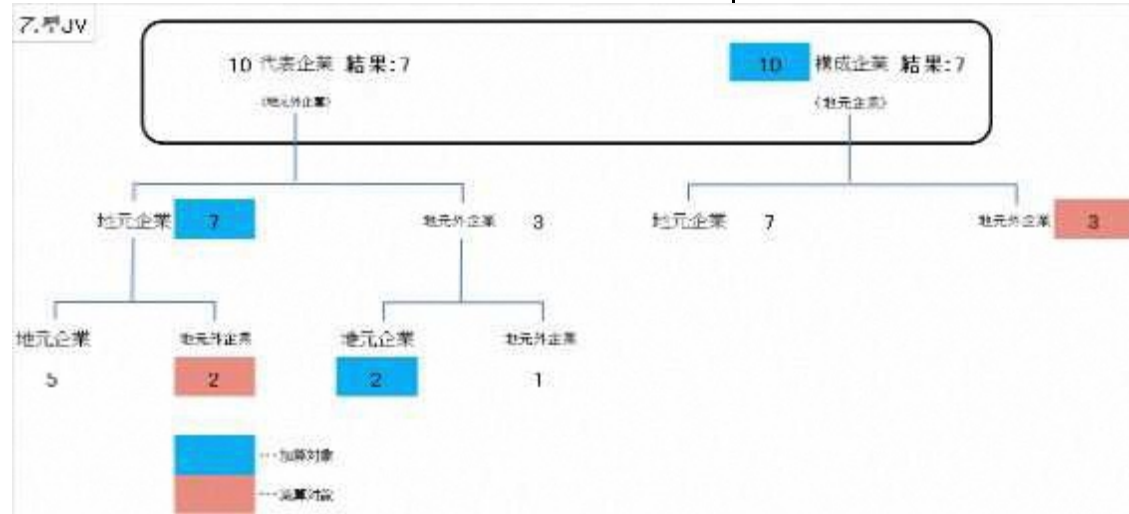 10 代表企業 結果:7
10 構成企業 結果:7
(地元外企業)
(地元企業)
地元企業 7
地元外企業 3
地元企業 7
地元外企業 3
地元企業
地元外企業
地元企業
地元外企業
5
2
2
1
…加算対象
…減算対象